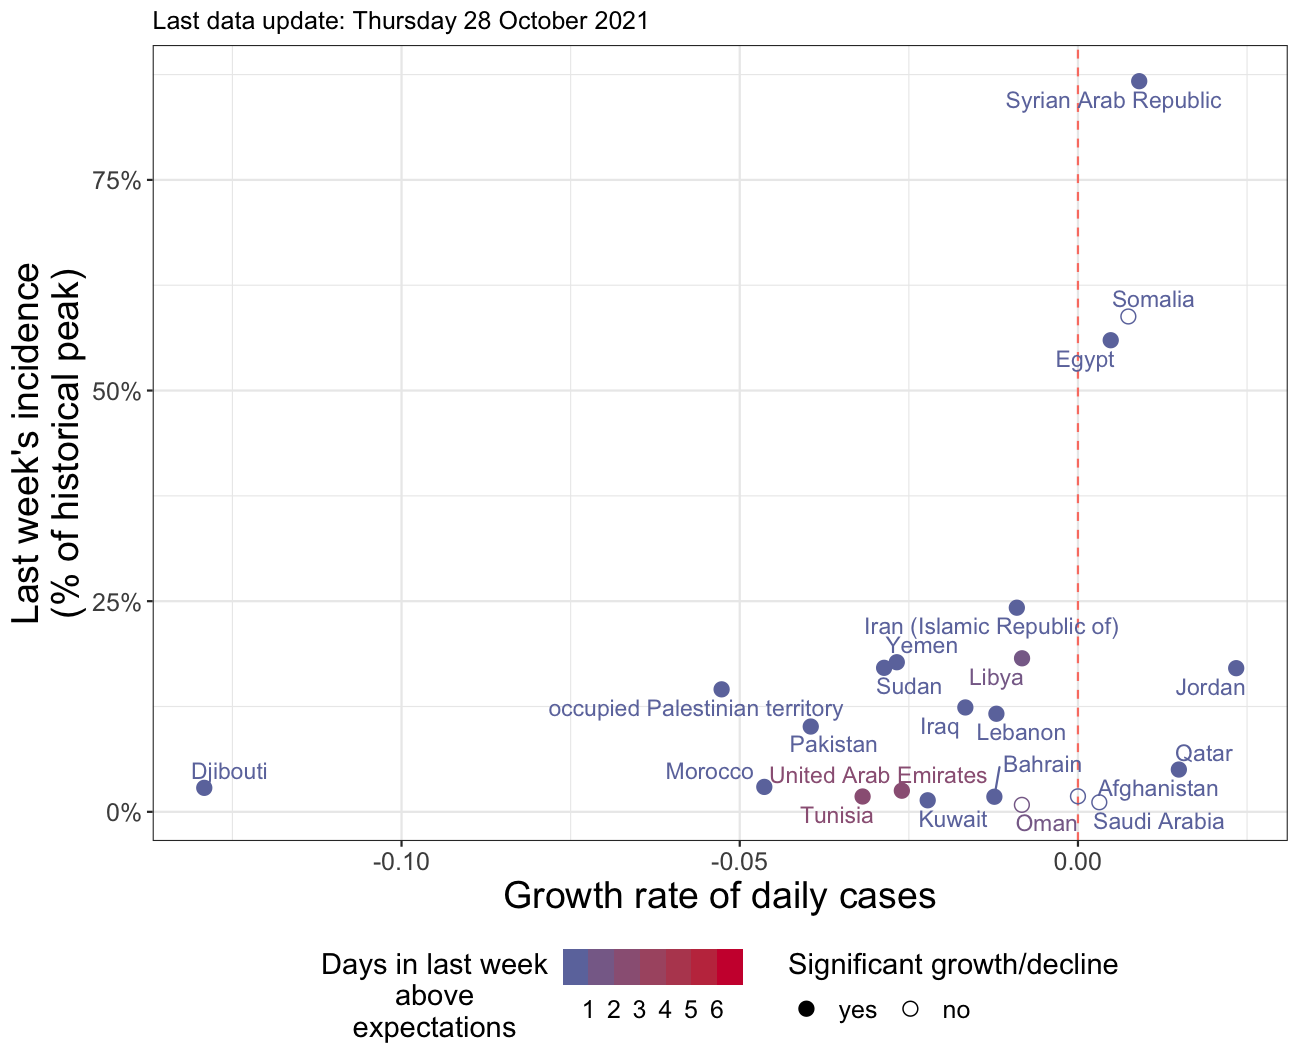 Last data update: Thursday 28 October 2021
Last week's incidence
(% of historical peak)
75%
50%
25%
0%
Syrian Arab Republic
Somalia
Egypt
Iran (Islamic Republic of)
Yemen
Libya
Sudan
Jordan
occupied Palestinian territory
Iraq
Lebanon
Pakistan
Qatar
Bahrain
Djibouti
Morocco
United Arab Emirates
Afghanistan
Tunisia
Kuwait
Oman
Saudi Arabia
-0.10
-0.05
0.00
Growth rate of daily cases
Days in last week
above
expectations
1 2 3 4 5 6
Significant growth/decline
yes
no